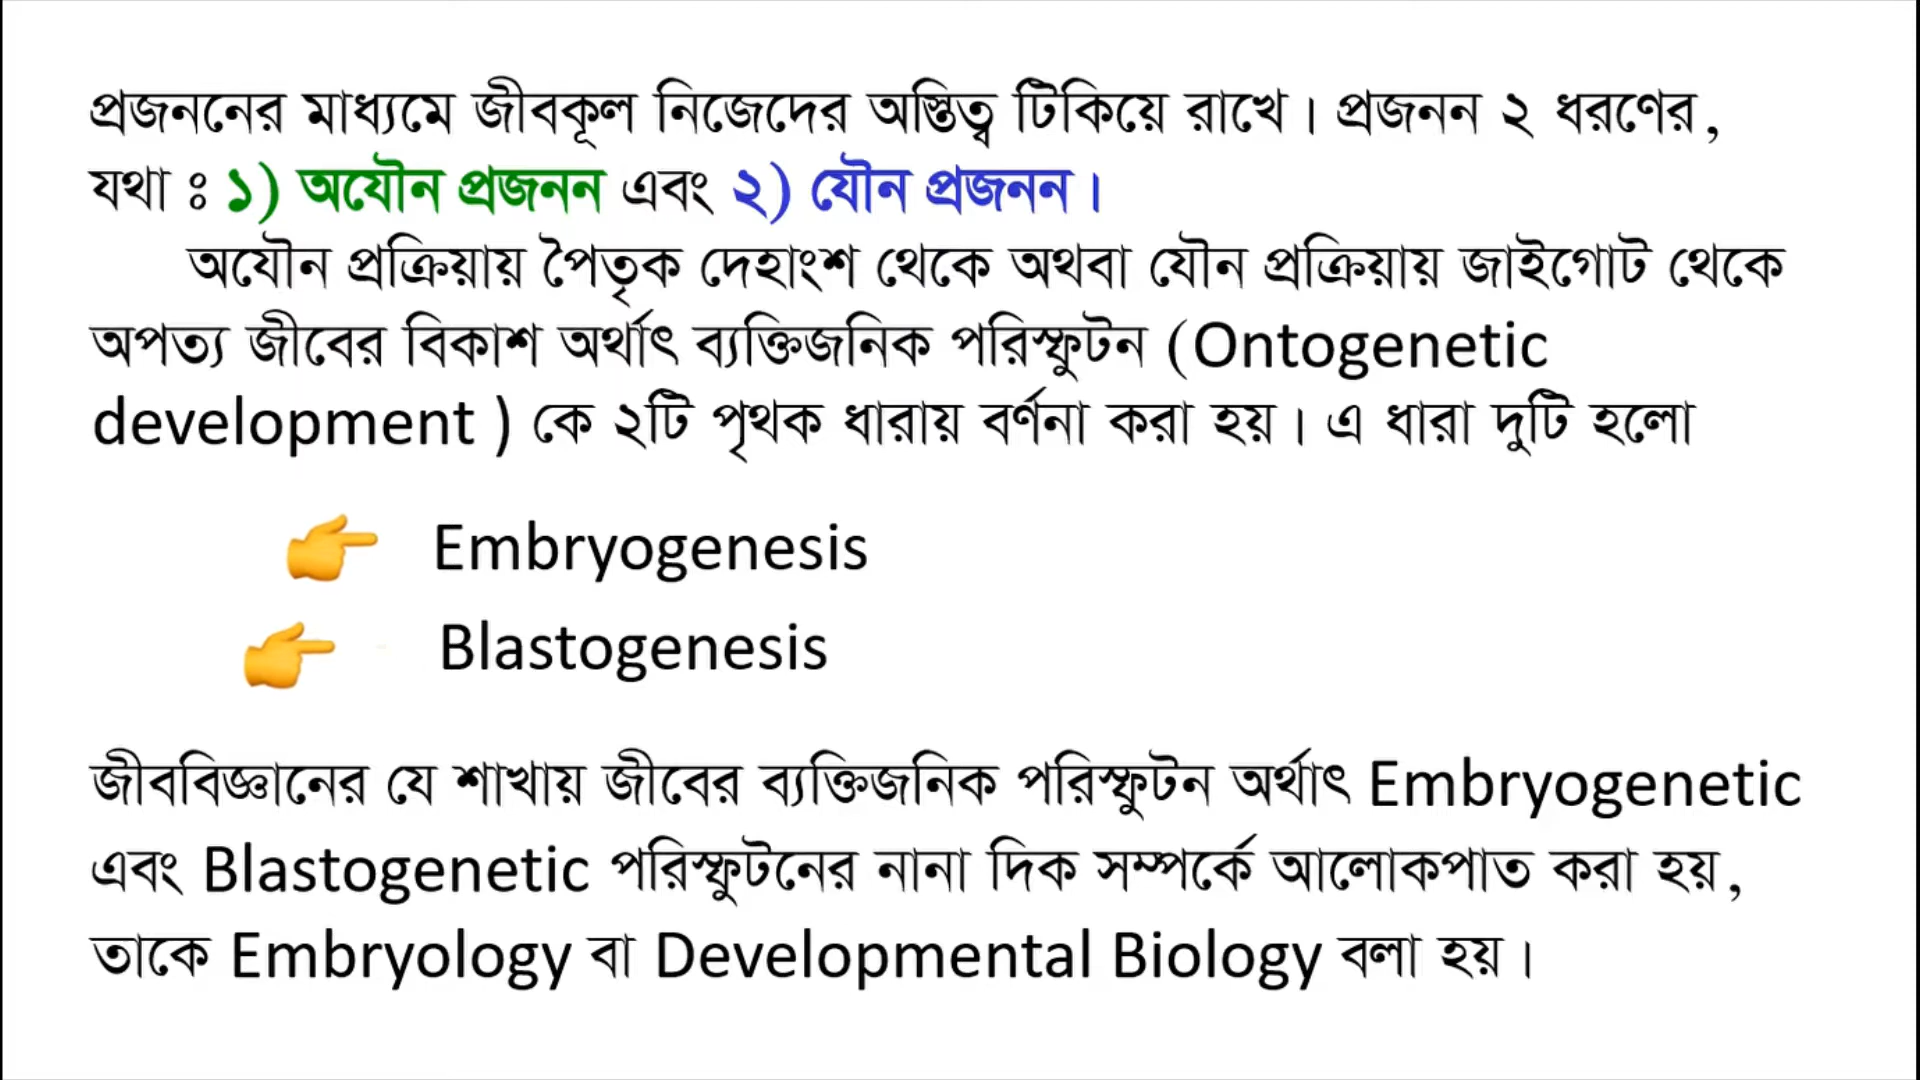 প্রজননের মাধ্যমে জীবকূল নিজেদের অস্তিত্ব টিকিয়ে রাখে। প্রজনন ২ ধরণের,
যথা ঃ ১) অযৌন প্রজনন এবং ২) যৌন প্রজনন।
অযৌন প্রক্রিয়ায় পৈতৃক দেহাংশ থেকে অথবা যৌন প্রক্রিয়ায় জাইগোট থেকে
অপত্য জীবের বিকাশ অর্থাৎ ব্যক্তিজনিক পরিস্ফুটন (Ontogenetic
development ) কে ২টি পৃথক ধারায় বর্ণনা করা হয়। এ ধারা দুটি হলো
👉 Embryogenesis
👉 Blastogenesis
জীববিজ্ঞানের যে শাখায় জীবের ব্যক্তিজনিক পরিস্ফুটন অর্থাৎ Embryogenetic
এবং Blastogenetic পরিস্ফুটনের নানা দিক সম্পর্কে আলোকপাত করা হয়,
তাকে Embryology বা Developmental Biology বলা হয়।